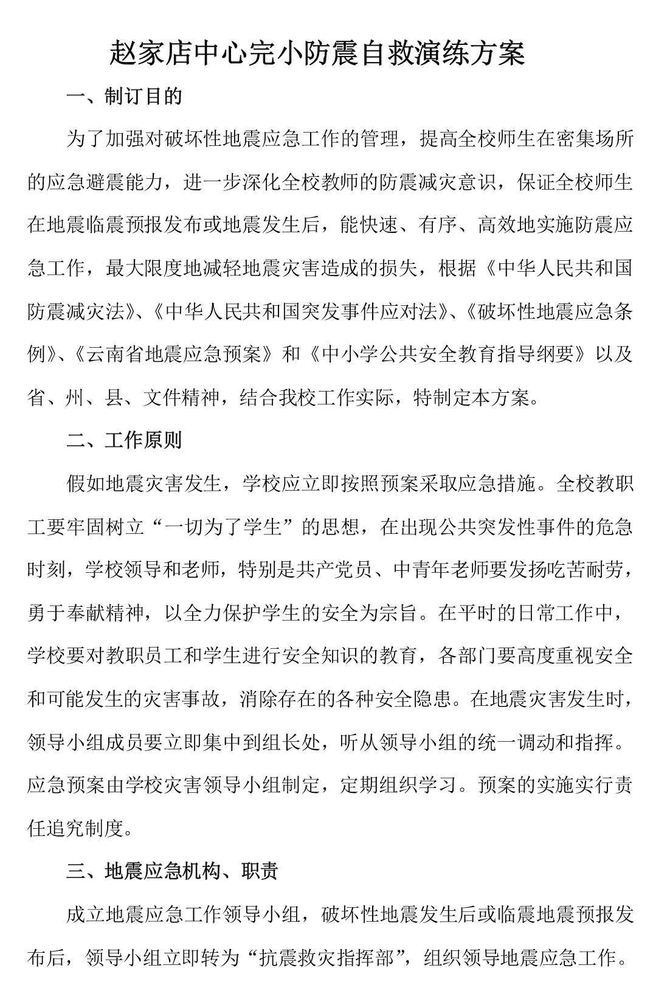 赵家店中心完小防震自救演练方案
一、制订目的
为了加强对破坏性地震应急工作的管理，提高全校师生在密集场所
的应急避震能力，进一步深化全校教师的防震减灾意识，保证全校师生
在地震临震预报发布或地震发生后，能快速、有序、高效地实施防震应
急工作，最大限度地减轻地震灾害造成的损失，根据《中华人民共和国
防震减灾法》、《中华人民共和国突发事件应对法》、《破坏性地震应急条
例》、《云南省地震应急预案》和《中小学公共安全教育指导纲要》以及
省、州、县、文件精神，结合我校工作实际，特制定本方案。
二、工作原则
假如地震灾害发生，学校应立即按照预案采取应急措施。全校教职
工要牢固树立“一切为了学生”的思想，在出现公共突发性事件的危急
时刻，学校领导和老师，特别是共产党员、中青年老师要发扬吃苦耐劳，
勇于奉献精神，以全力保护学生的安全为宗旨。在平时的日常工作中，
学校要对教职员工和学生进行安全知识的教育，各部门要高度重视安全
和可能发生的灾害事故，消除存在的各种安全隐患。在地震灾害发生时，
领导小组成员要立即集中到组长处，听从领导小组的统一调动和指挥。
应急预案由学校灾害领导小组制定，定期组织学习。预案的实施实行责
任追究制度。
三、地震应急机构、职责
成立地震应急工作领导小组，破坏性地震发生后或临震地震预报发
布后，领导小组立即转为“抗震救灾指挥部”，组织领导地震应急工作。